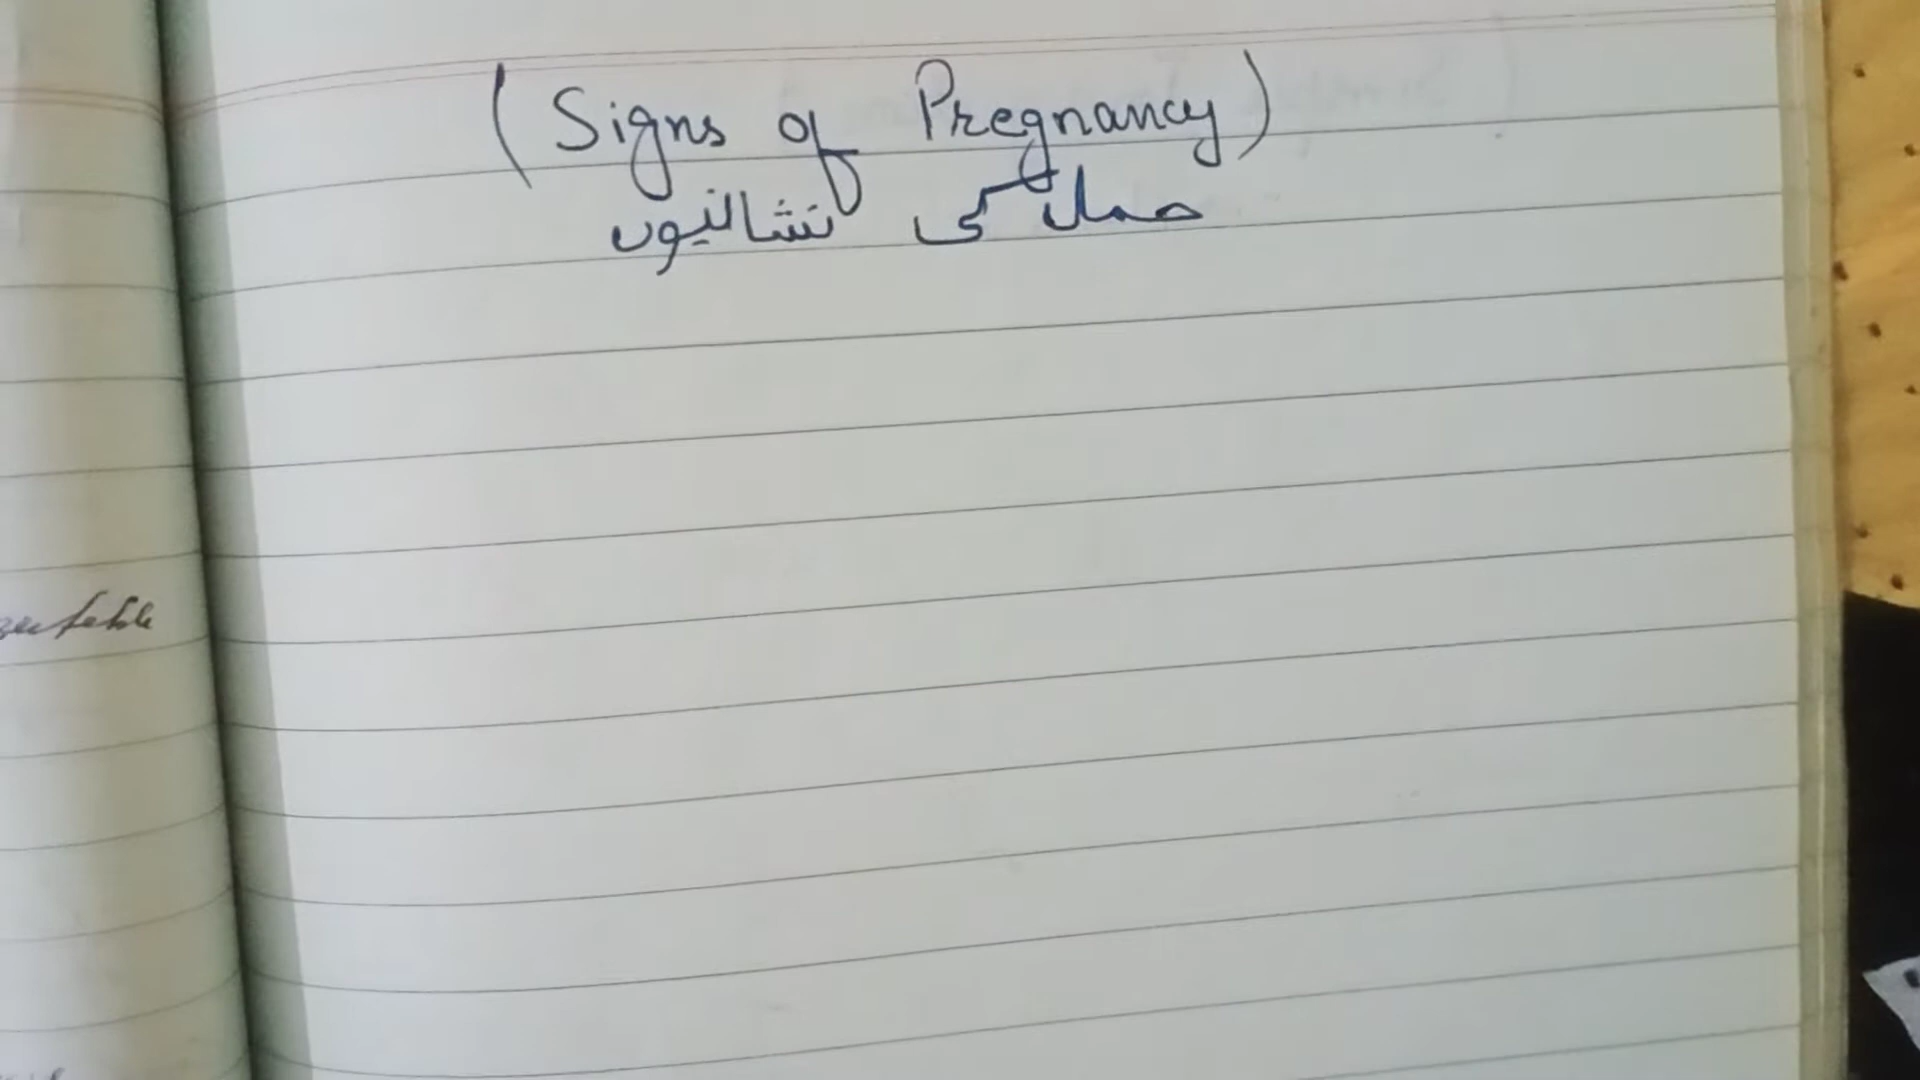 (Signs of Pregnancy)
حمل کی نشانیوں